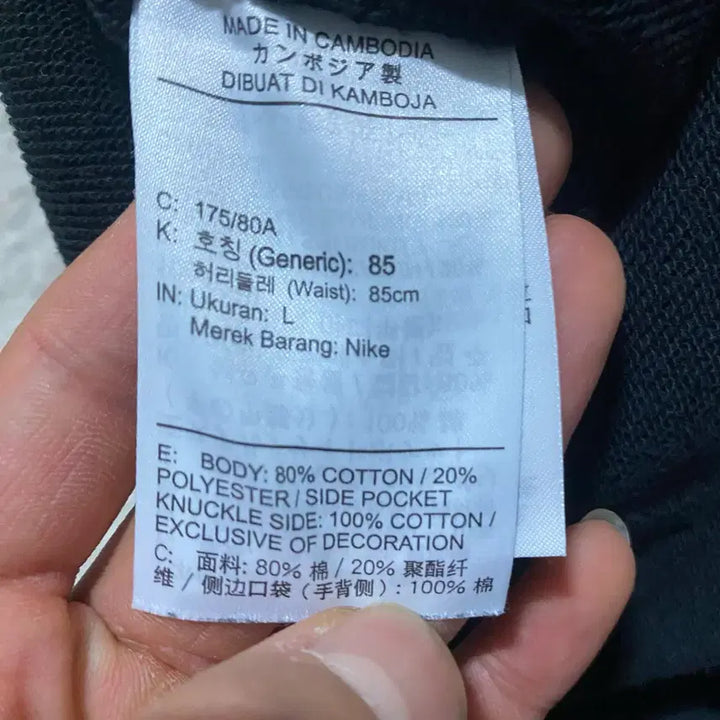 MADE IN CAMBODIA
カンボジア製
DIBUAT DI KAMBOJA
C: 175/80A
K: 호칭 (Generic): 85
허리둘레 (Waist): 85cm
IN: Ukuran: L
Merek Barang: Nike
E: BODY: 80% COTTON / 20%
POLYESTER / SIDE POCKET
KNUCKLE SIDE: 100% COTTON /
EXCLUSIVE OF DECORATION
C: 面料: 80% 棉 / 20% 聚酯纤
维 / 侧边口袋 (手背侧) : 100% 棉